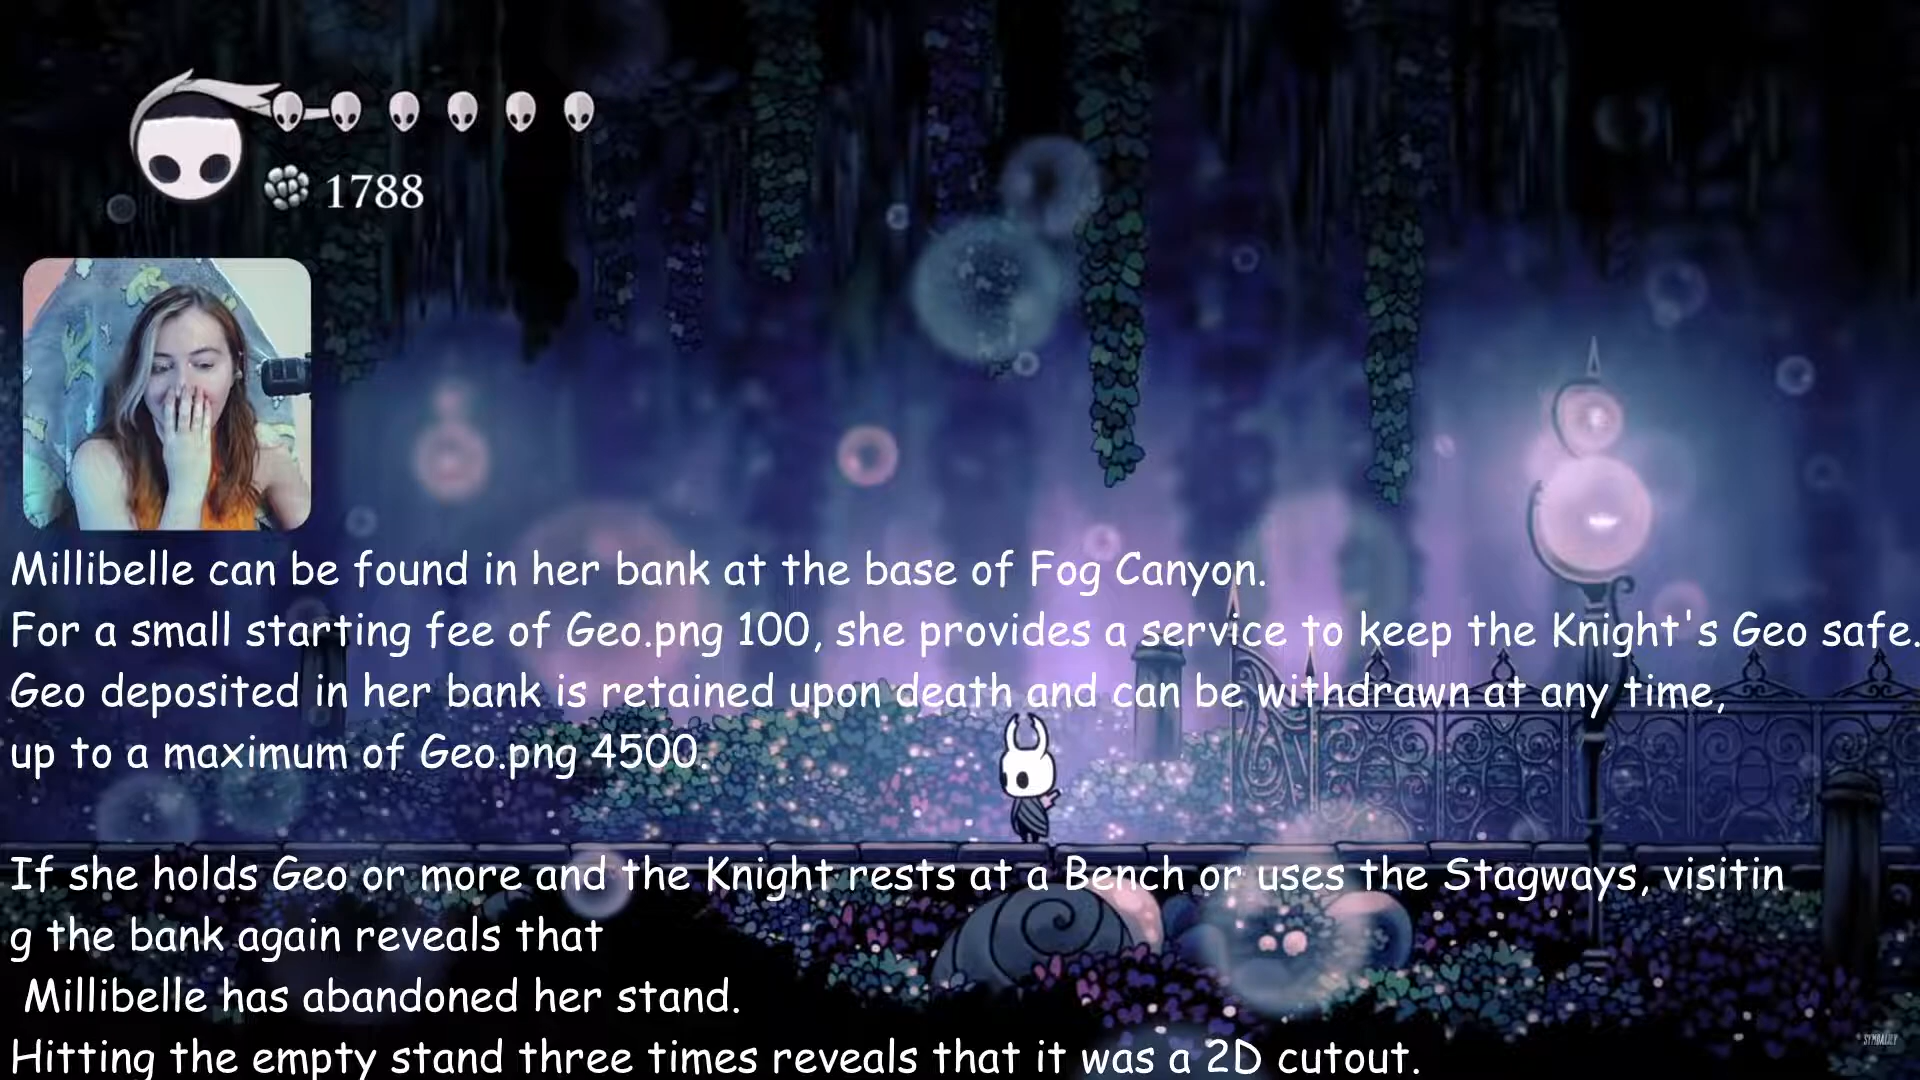 1788
Millibelle can be found in her bank at the base of Fog Canyon.
For a small starting fee of Geo.png 100, she provides a service to keep the Knight's Geo safe.
Geo deposited in her bank is retained upon death and can be withdrawn at any time,
up to a maximum of Geo.png 4500.
If she holds Geo or more and the Knight rests at a Bench or uses the Stagways, visitin
g the bank again reveals that
Millibelle has abandoned her stand.
Hitting the empty stand three times reveals that it was a 2D cutout.
SYMBALILY